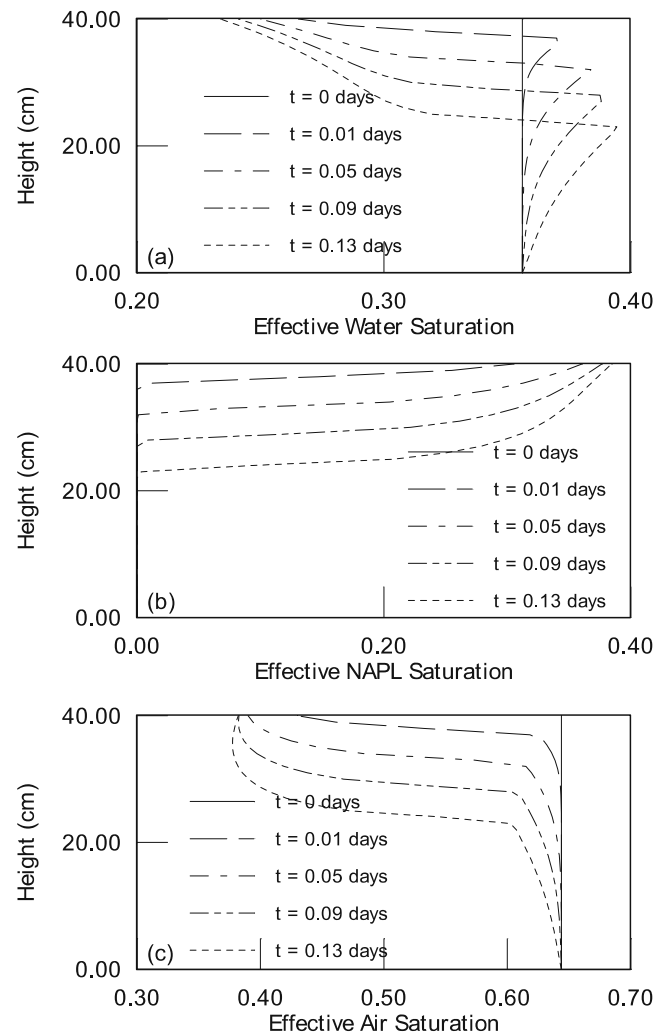 40.00
20.00
0.00
Height (cm)
t = 0 days
t = 0.01 days
t = 0.05 days
t = 0.09 days
t = 0.13 days
(a)
0.20 0.30 0.40
Effective Water Saturation
40.00
20.00
0.00
Height (cm)
t = 0 days
t = 0.01 days
t = 0.05 days
t = 0.09 days
t = 0.13 days
(b)
0.00 0.20 0.40
Effective NAPL Saturation
40.00
20.00
0.00
Height (cm)
t = 0 days
t = 0.01 days
t = 0.05 days
t = 0.09 days
t = 0.13 days
(c)
0.30 0.40 0.50 0.60 0.70
Effective Air Saturation